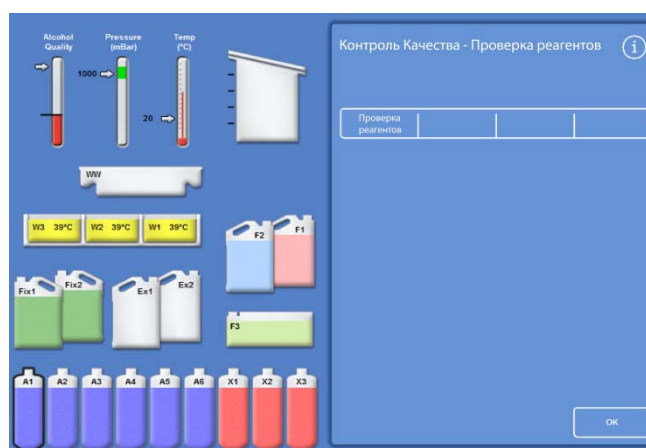 Alcohol Quality
Pressure (mBar)
Temp (°C)
1000
20
WW
W3 39°C
W2 39°C
W1 39°C
F2
F1
Fix1
Fix2
Ex1
Ex2
F3
A1
A2
A3
A4
A5
A6
X1
X2
X3
Контроль Качества - Проверка реагентов
i
Проверка
реагентов
ОК